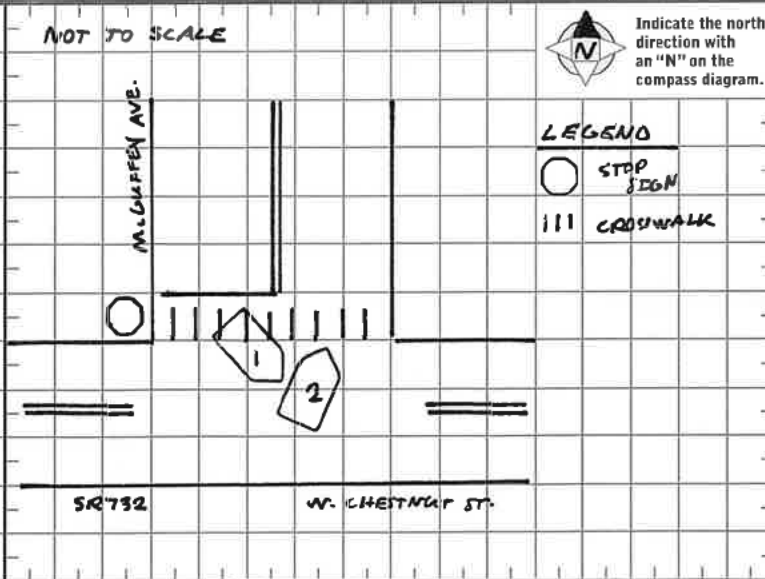 NOT TO SCALE
N
Indicate the north
direction with
an "N" on the
compass diagram.
McGUFFEY AVE.
LEGEND
STOP
SIGN
CROSSWALK
1
2
SR732
W. CHESTNUT ST.